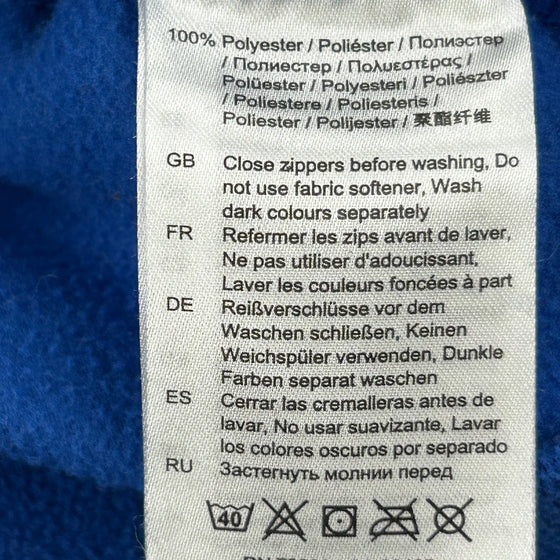 100% Polyester / Poliéster / Полиэстер
/ Полиестер / Πολυεστέρας /
Polüester / Polyesteri / Poliészter
/ Poliestere / Poliesteris /
Poliester / Polijester / 聚酯纤维
GB Close zippers before washing, Do
not use fabric softener, Wash
dark colours separately
FR Refermer les zips avant de laver,
Ne pas utiliser d'adoucissant,
Laver les couleurs foncées à part
DE Reißverschlüsse vor dem
Waschen schließen, Keinen
Weichspüler verwenden, Dunkle
Farben separat waschen
ES Cerrar las cremalleras antes de
lavar, No usar suavizante, Lavar
los colores oscuros por separado
RU Застегнуть молнии перед
40